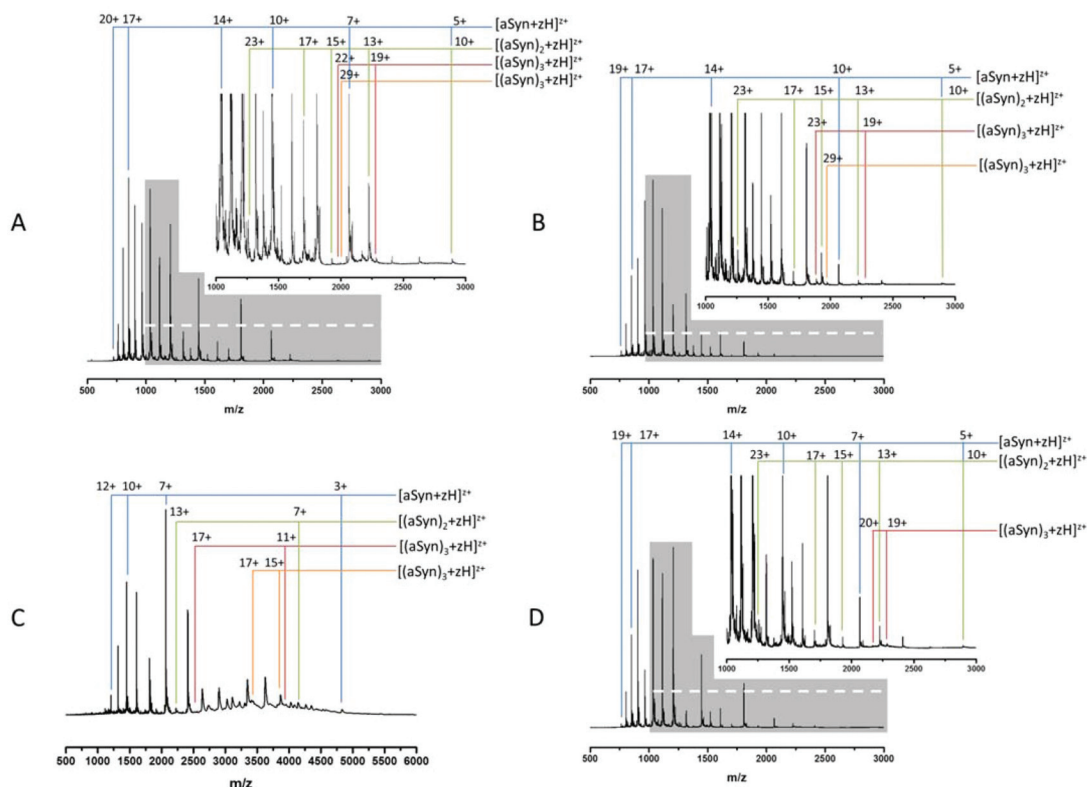 A
20+ 17+ 14+ 10+ 7+ 5+ [aSyn+zH]ᶻ⁺
23+ 17+ 15+ 13+ 10+ [(aSyn)₂+zH]ᶻ⁺
22+ 19+ [(aSyn)₃+zH]ᶻ⁺
29+ [(aSyn)₃+zH]ᶻ⁺
1000 1500 2000 2500 3000
500 1000 1500 2000 2500 3000
m/z
B
19+ 17+ 14+ 10+ 5+ [aSyn+zH]ᶻ⁺
23+ 17+ 15+ 13+ 10+ [(aSyn)₂+zH]ᶻ⁺
23+ 19+ [(aSyn)₃+zH]ᶻ⁺
29+ [(aSyn)₃+zH]ᶻ⁺
1000 1500 2000 2500 3000
500 1000 1500 2000 2500 3000
m/z
C
12+ 10+ 7+ 3+ [aSyn+zH]ᶻ⁺
13+ 7+ [(aSyn)₂+zH]ᶻ⁺
17+ 11+ [(aSyn)₃+zH]ᶻ⁺
17+ 15+ [(aSyn)₃+zH]ᶻ⁺
500 1000 1500 2000 2500 3000 3500 4000 4500 5000 5500 6000
m/z
D
19+ 17+ 14+ 10+ 7+ 5+ [aSyn+zH]ᶻ⁺
23+ 17+ 15+ 13+ 10+ [(aSyn)₂+zH]ᶻ⁺
20+ 19+ [(aSyn)₃+zH]ᶻ⁺
1000 1500 2000 2500 3000
500 1000 1500 2000 2500 3000
m/z